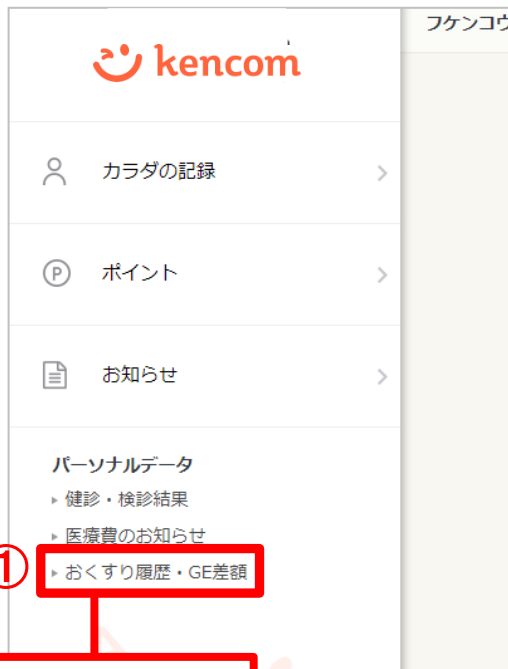 フケンコウ
kencom
カラダの記録
P ポイント
お知らせ
パーソナルデータ
健診・検診結果
医療費のお知らせ
① おくすり履歴・GE差額